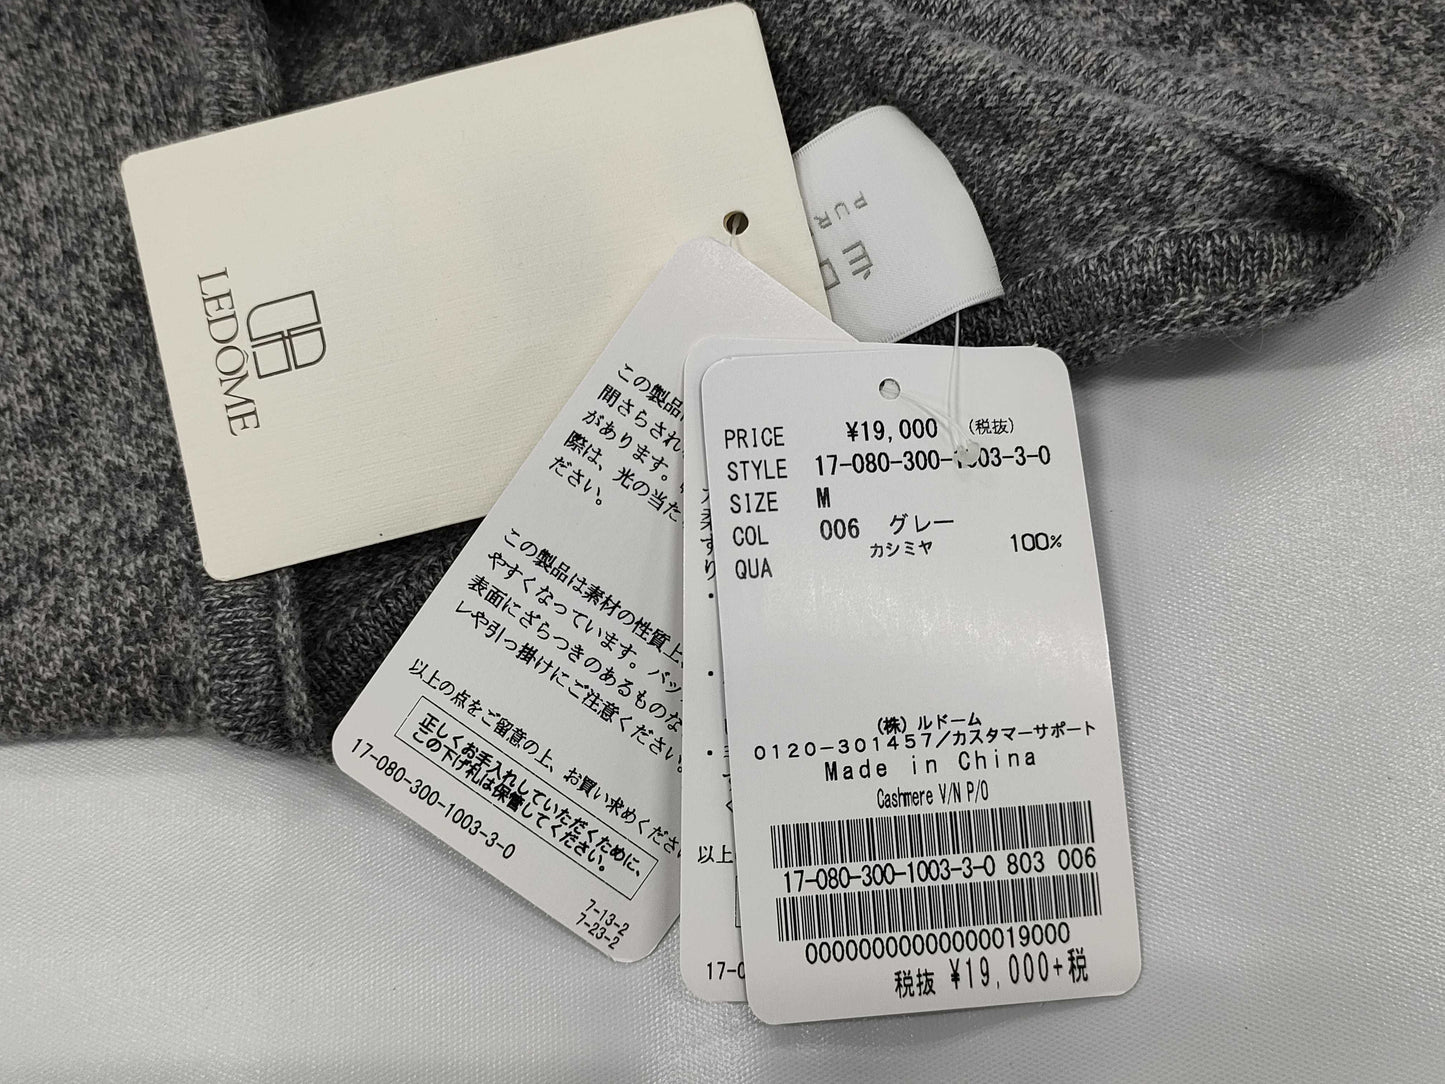 LEDÔME
PUR
この製品
間さらされ
があります。
際は、光の当た
ださい。
この製品は素材の性質上、
やすくなっています。バッ
表面にざらつきのあるものな
レや引っ掛けにご注意ください。
以上の点をご留意の上、お買い求めくださ
正しくお手入れしていただくために、
この下げ札は保管してください。
17-080-300-1003-3-0
7-13-2
7-23-2
以上
17-0
PRICE ¥19,000 (税抜)
STYLE 17-080-300-1003-3-0
SIZE M
COL 006 グレー
カシミヤ 100%
QUA
(株)ルドーム
0120-301457/カスタマーサポート
Made in China
Cashmere V/N P/O
17-080-300-1003-3-0 803 006
000000000000000019000
税抜 ¥19,000+税